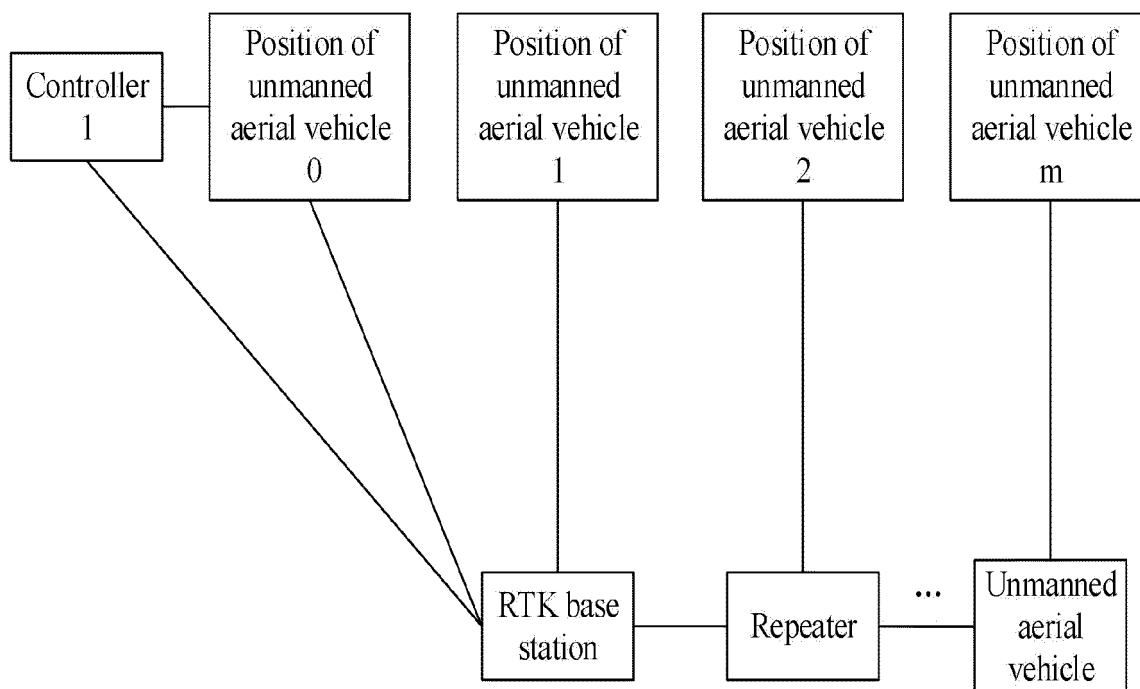 Controller
1
Position of
unmanned
aerial vehicle
0
Position of
unmanned
aerial vehicle
1
Position of
unmanned
aerial vehicle
2
Position of
unmanned
aerial vehicle
m
RTK base
station
Repeater
...
Unmanned
aerial
vehicle